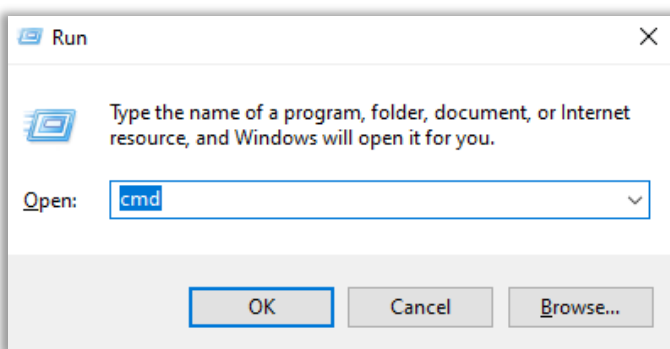 Run
Type the name of a program, folder, document, or Internet
resource, and Windows will open it for you.
Open: cmd
OK Cancel Browse...